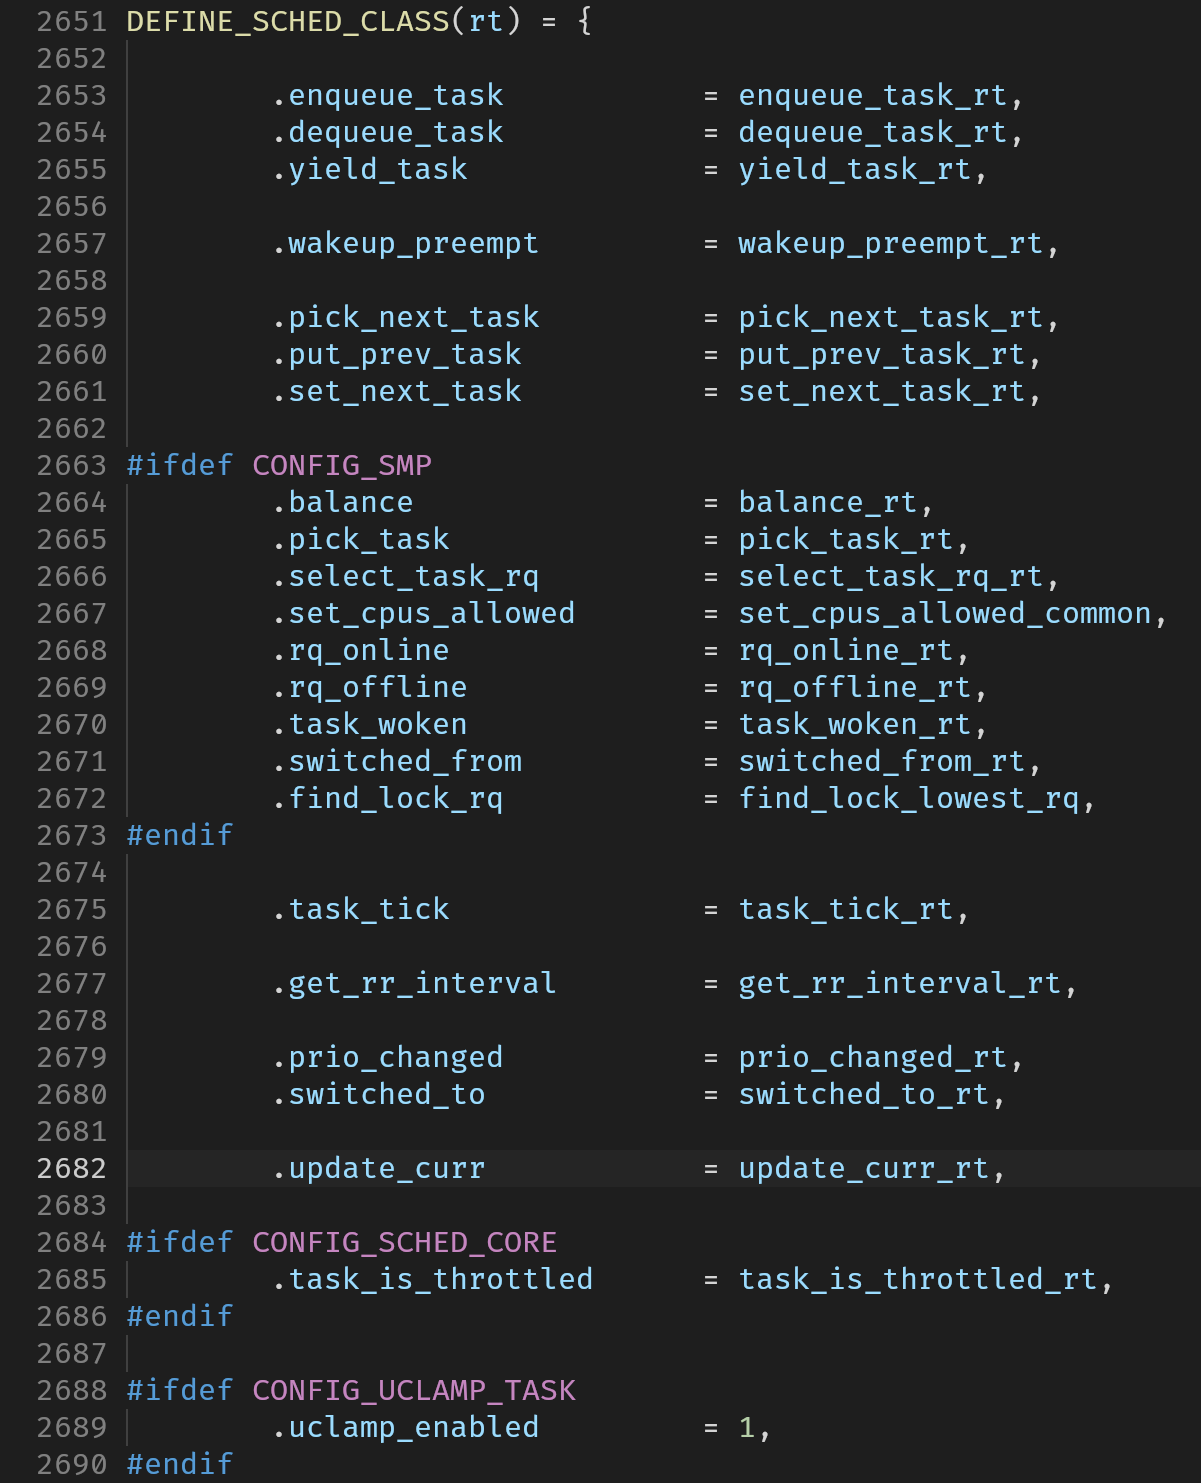 2651 DEFINE_SCHED_CLASS(rt) = {
2652
2653         .enqueue_task           = enqueue_task_rt,
2654         .dequeue_task           = dequeue_task_rt,
2655         .yield_task             = yield_task_rt,
2656
2657         .wakeup_preempt         = wakeup_preempt_rt,
2658
2659         .pick_next_task         = pick_next_task_rt,
2660         .put_prev_task          = put_prev_task_rt,
2661         .set_next_task          = set_next_task_rt,
2662
2663 #ifdef CONFIG_SMP
2664         .balance                = balance_rt,
2665         .pick_task              = pick_task_rt,
2666         .select_task_rq         = select_task_rq_rt,
2667         .set_cpus_allowed       = set_cpus_allowed_common,
2668         .rq_online              = rq_online_rt,
2669         .rq_offline             = rq_offline_rt,
2670         .task_woken             = task_woken_rt,
2671         .switched_from          = switched_from_rt,
2672         .find_lock_rq           = find_lock_lowest_rq,
2673 #endif
2674
2675         .task_tick              = task_tick_rt,
2676
2677         .get_rr_interval        = get_rr_interval_rt,
2678
2679         .prio_changed           = prio_changed_rt,
2680         .switched_to            = switched_to_rt,
2681
2682         .update_curr            = update_curr_rt,
2683
2684 #ifdef CONFIG_SCHED_CORE
2685         .task_is_throttled      = task_is_throttled_rt,
2686 #endif
2687
2688 #ifdef CONFIG_UCLAMP_TASK
2689         .uclamp_enabled         = 1,
2690 #endif